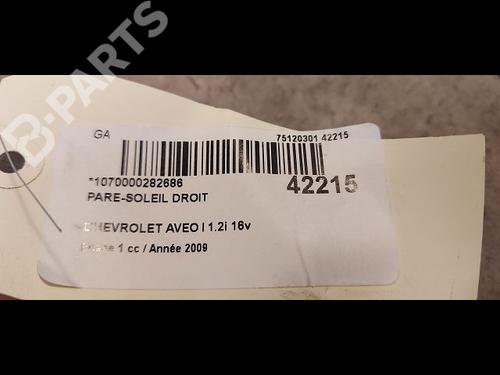 B-PARTS
GA
75120301 42215
*1070000282686
42215
PARE-SOLEIL DROIT
CHEVROLET AVEO I 1.2i 16v
1 cc / Année 2009